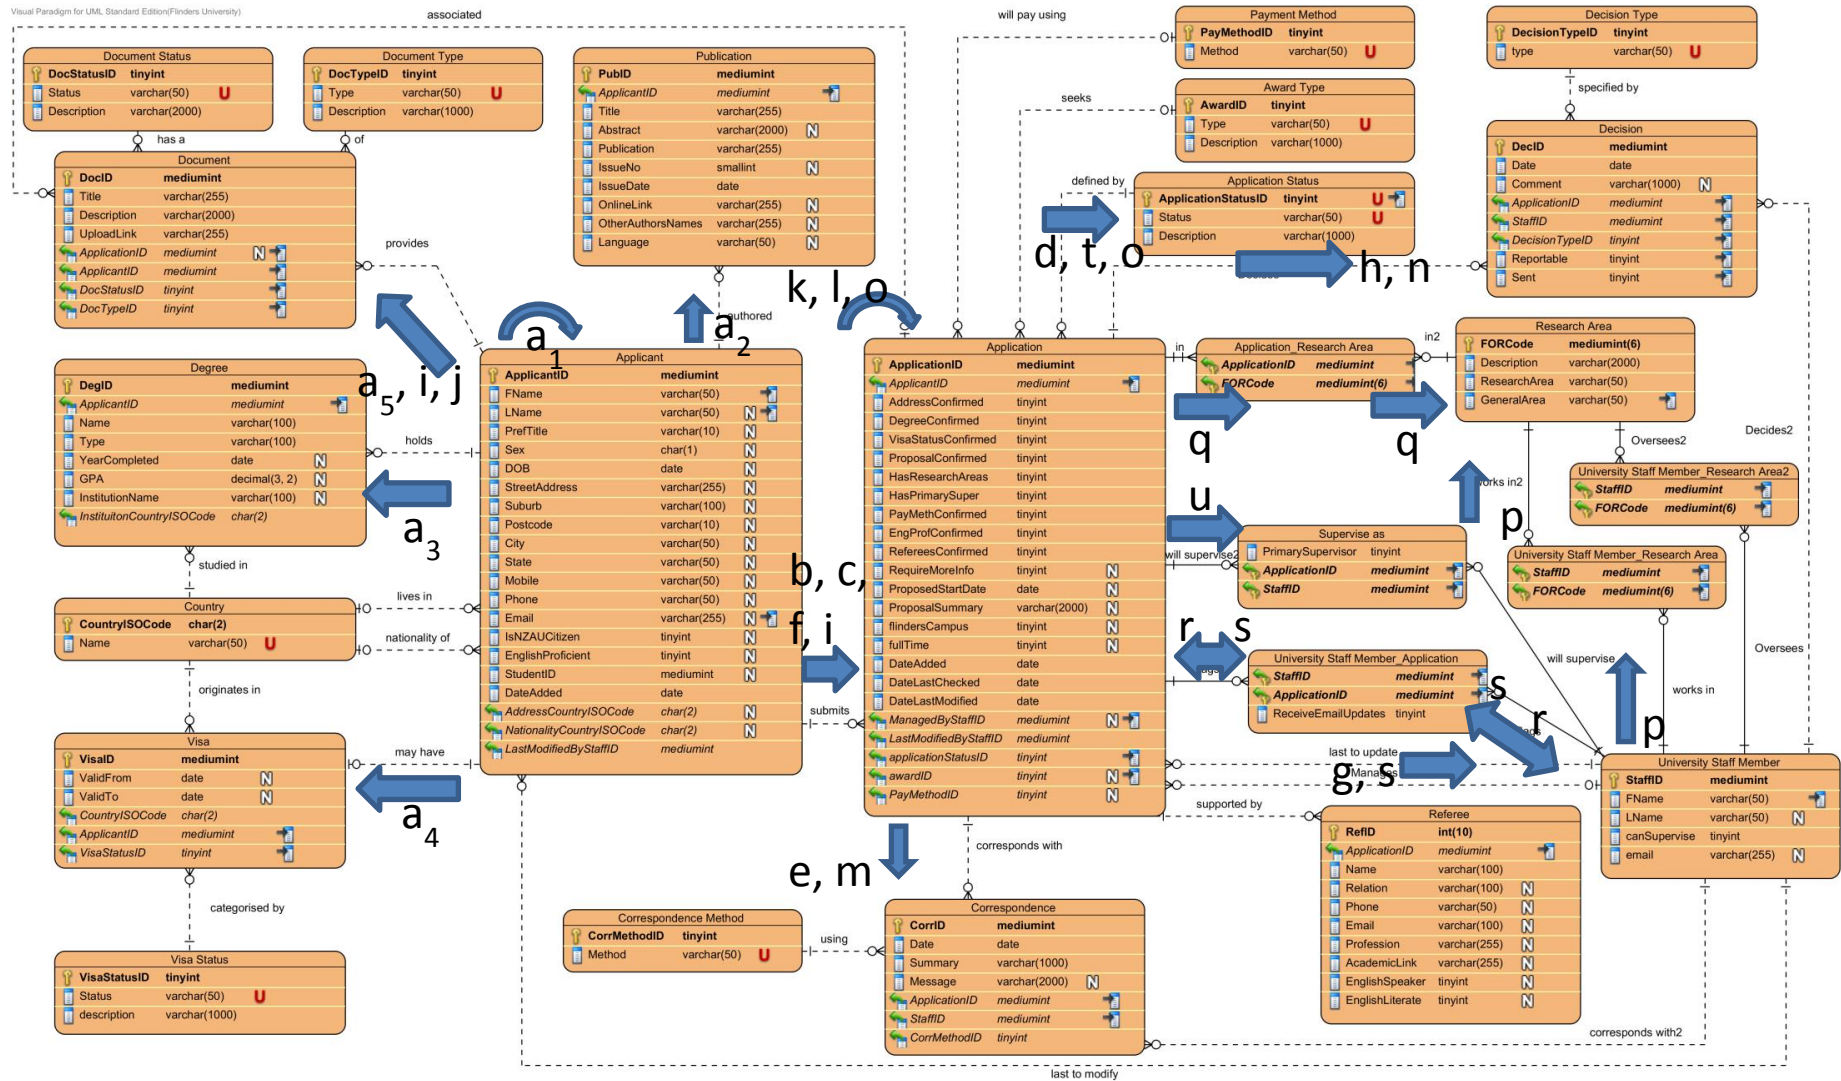 Visual Paradigm for UML Standard Edition(Flinders University)
associated
will pay using
Document Status
DocStatusID tinyint
Status varchar(50) U
Description varchar(2000)
Document Type
DocTypeID tinyint
Type varchar(50) U
Description varchar(1000)
Publication
PubID mediumint
ApplicantID mediumint
Title varchar(255)
Abstract varchar(2000) N
Publication varchar(255)
IssueNo smallint N
IssueDate date
OnlineLink varchar(255) N
OtherAuthorsNames varchar(255) N
Language varchar(50) N
Payment Method
PayMethodID tinyint
Method varchar(50) U
Decision Type
DecisionTypeID tinyint
type varchar(50) U
specified by
seeks
Award Type
AwardID tinyint
Type varchar(50) U
Description varchar(1000)
has a
of
Document
DocID mediumint
Title varchar(255)
Description varchar(2000)
UploadLink varchar(255)
ApplicationID mediumint N
ApplicantID mediumint
DocStatusID tinyint
DocTypeID tinyint
provides
defined by
Application Status
ApplicationStatusID tinyint U
Status varchar(50) U
Description varchar(1000)
Decision
DecID mediumint
Date date
Comment varchar(1000) N
ApplicationID mediumint
StaffID mediumint
DecisionTypeID tinyint
Reportable tinyint
Sent tinyint
d, t, o
h, n
k, l, o
a1
a2
authored
a5, i, j
Degree
DegID mediumint
ApplicantID mediumint
Name varchar(100)
Type varchar(100)
YearCompleted date N
GPA decimal(3, 2) N
InstitutionName varchar(100) N
InstituitonCountryISOCode char(2)
holds
a3
studied in
Applicant
ApplicantID mediumint
FName varchar(50)
LName varchar(50) N
PrefTitle varchar(10) N
Sex char(1) N
DOB date N
StreetAddress varchar(255) N
Suburb varchar(100) N
Postcode varchar(10) N
City varchar(50) N
State varchar(50) N
Mobile varchar(50) N
Phone varchar(50) N
Email varchar(255) N
IsNZAUCitizen tinyint N
EnglishProficient tinyint N
StudentID mediumint N
DateAdded date
AddressCountryISOCode char(2) N
NationalityCountryISOCode char(2) N
LastModifiedByStaffID mediumint
Application
ApplicationID mediumint
ApplicantID mediumint
AddressConfirmed tinyint
DegreeConfirmed tinyint
VisaStatusConfirmed tinyint
ProposalConfirmed tinyint
HasResearchAreas tinyint
HasPrimarySuper tinyint
PayMethConfirmed tinyint
EngProfConfirmed tinyint
RefereesConfirmed tinyint
RequireMoreInfo tinyint N
ProposedStartDate date N
ProposalSummary varchar(2000) N
flindersCampus tinyint N
fullTime tinyint N
DateAdded date
DateLastChecked date
DateLastModified date
ManagedByStaffID mediumint N
LastModifiedByStaffID mediumint
applicationStatusID tinyint
awardID tinyint N
PayMethodID tinyint N
in
Application_Research Area
ApplicationID mediumint
FORCode mediumint(6)
in2
Research Area
FORCode mediumint(6)
Description varchar(2000)
ResearchArea varchar(50)
GeneralArea varchar(50)
q
q
Oversees2
Decides2
University Staff Member_Research Area2
StaffID mediumint
FORCode mediumint(6)
u
p
Supervise as
PrimarySupervisor tinyint
ApplicationID mediumint
StaffID mediumint
will supervise2
University Staff Member_Research Area
StaffID mediumint
FORCode mediumint(6)
b, c,
f, i
r s
University Staff Member_Application
StaffID mediumint
ApplicationID mediumint
ReceiveEmailUpdates tinyint
will supervise
Oversees
works in
s
r
p
Country
CountryISOCode char(2)
Name varchar(50) U
lives in
nationality of
originates in
submits
Visa
VisaID mediumint
ValidFrom date N
ValidTo date N
CountryISOCode char(2)
ApplicantID mediumint
VisaStatusID tinyint
may have
a4
last to update
Manages
g, s
University Staff Member
StaffID mediumint
FName varchar(50)
LName varchar(50) N
canSupervise tinyint
email varchar(255) N
supported by
corresponds with
e, m
Referee
RefID int(10)
ApplicationID mediumint
Name varchar(100)
Relation varchar(100) N
Phone varchar(50) N
Email varchar(100) N
Profession varchar(255) N
AcademicLink varchar(255) N
EnglishSpeaker tinyint N
EnglishLiterate tinyint N
categorised by
Visa Status
VisaStatusID tinyint
Status varchar(50) U
description varchar(1000)
Correspondence Method
CorrMethodID tinyint
Method varchar(50) U
using
Correspondence
CorrID mediumint
Date date
Summary varchar(1000)
Message varchar(2000) N
ApplicationID mediumint
StaffID mediumint
CorrMethodID tinyint
corresponds with2
last to modify